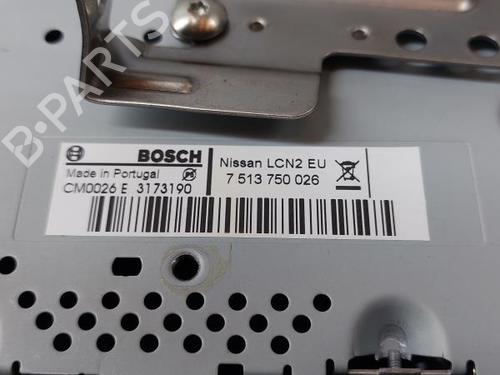 B-PARTS
BOSCH
Made in Portugal
CM0026 E 3173190
Nissan LCN2 EU
7 513 750 026